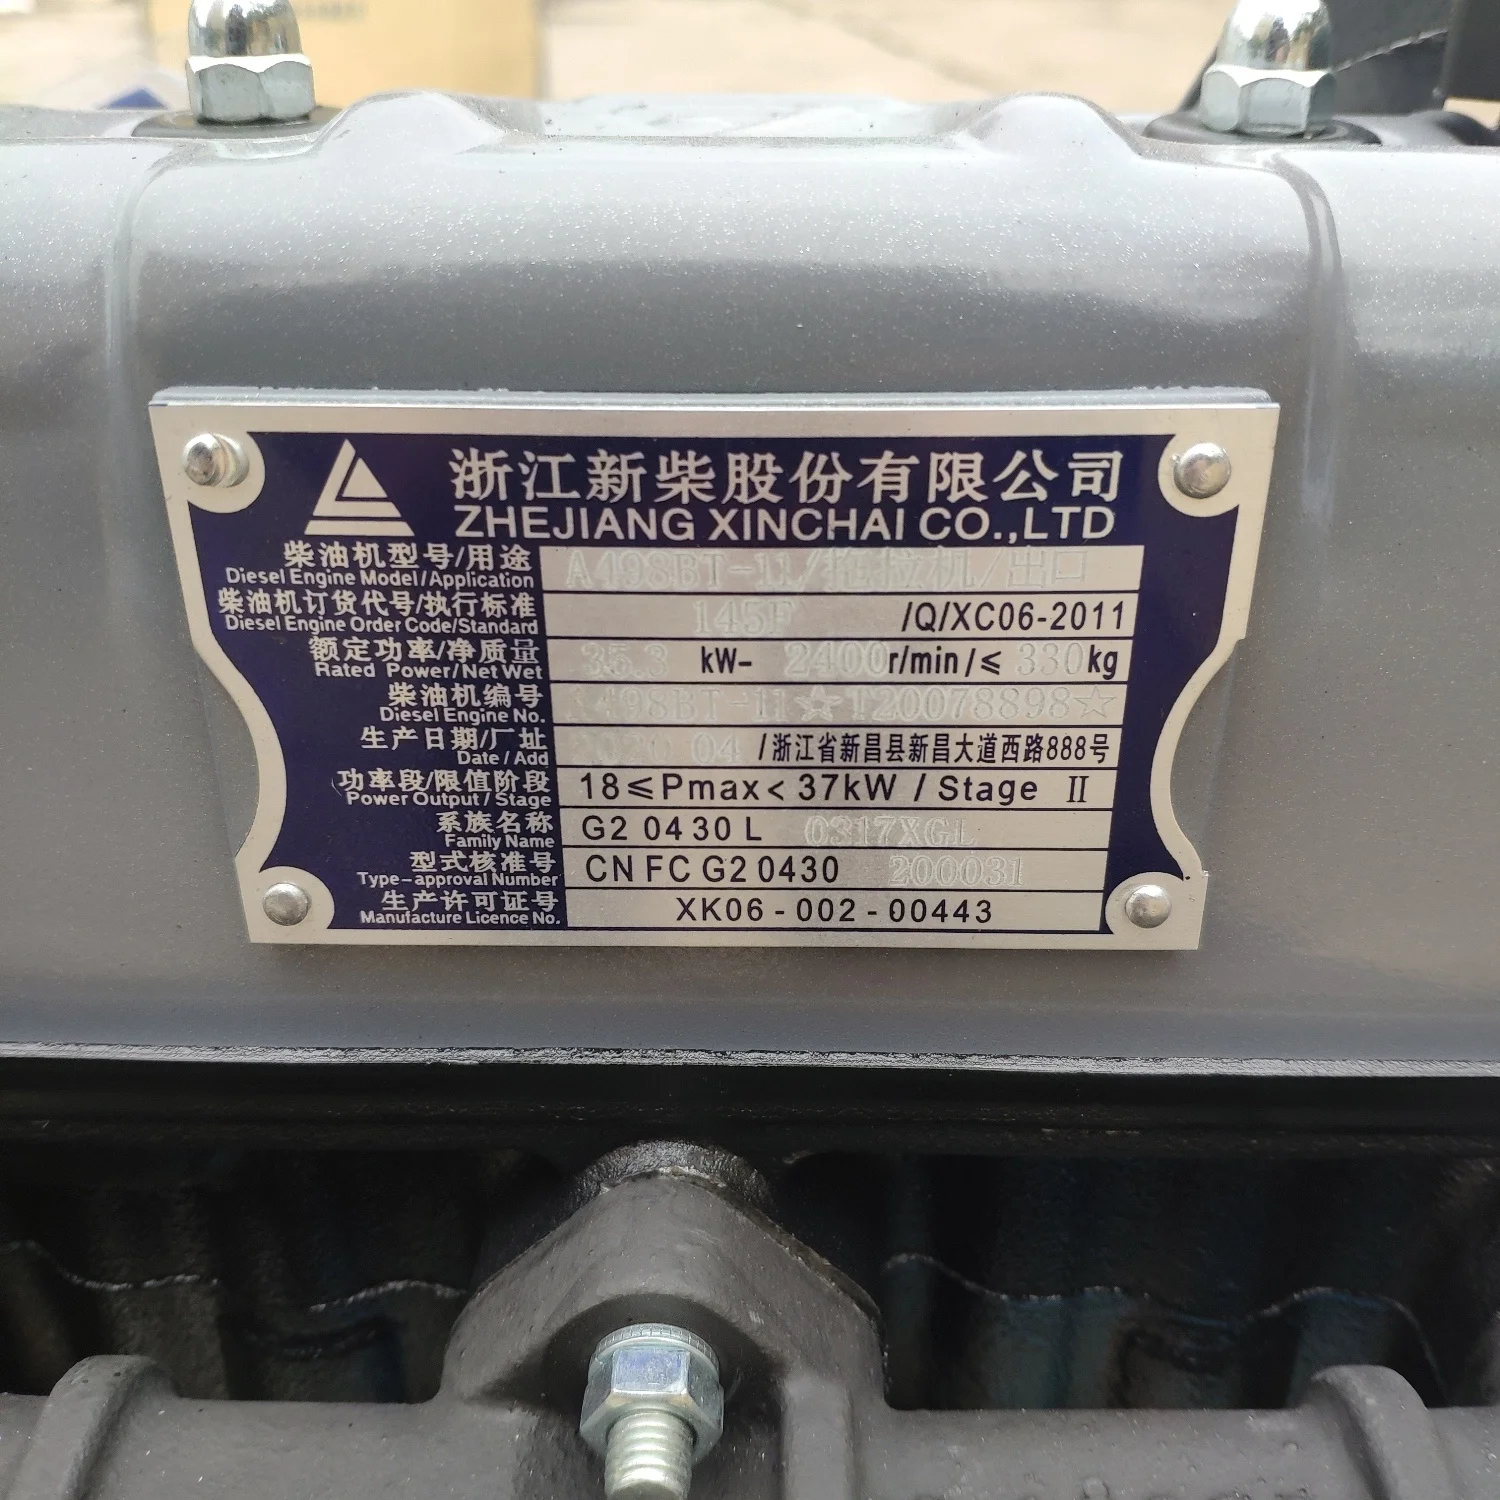 浙江新柴股份有限公司
ZHEJIANG XINCHAI CO.,LTD
柴油机型号/用途 A498BT-11/拖拉机/出口
Diesel Engine Model/Application
柴油机订货代号/执行标准 145F /Q/XC06-2011
Diesel Engine Order Code/Standard
额定功率/净质量 35.3 kW- 2400 r/min/≤ 330 kg
Rated Power/Net Wet
柴油机编号 A498BT-11☆T20078898☆
Diesel Engine No.
生产日期/厂址 2020 04 /浙江省新昌县新昌大道西路888号
Date/Add
功率段/限值阶段 18≤Pmax<37kW / Stage Ⅱ
Power Output/Stage
系族名称 G2 0430 L 0317XGL
Family Name
型式核准号 CN FC G2 0430 200031
Type-approval Number
生产许可证号 XK06-002-00443
Manufacture Licence No.